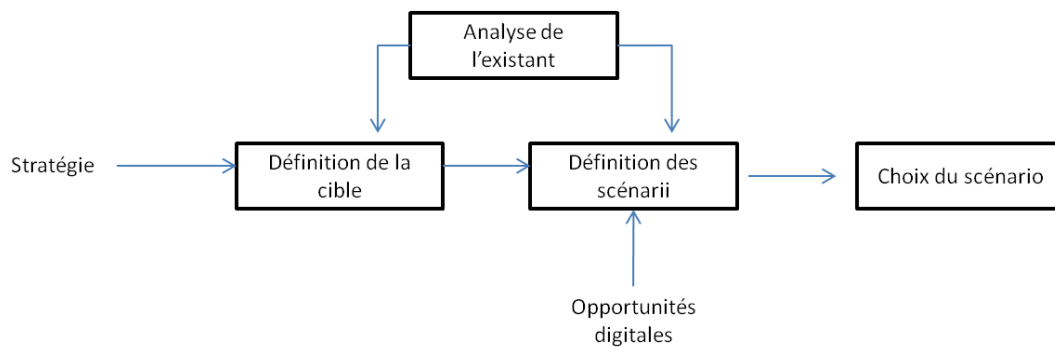 Analyse de
l'existant
Stratégie
Définition de la
cible
Définition des
scénarii
Choix du scénario
Opportunités
digitales